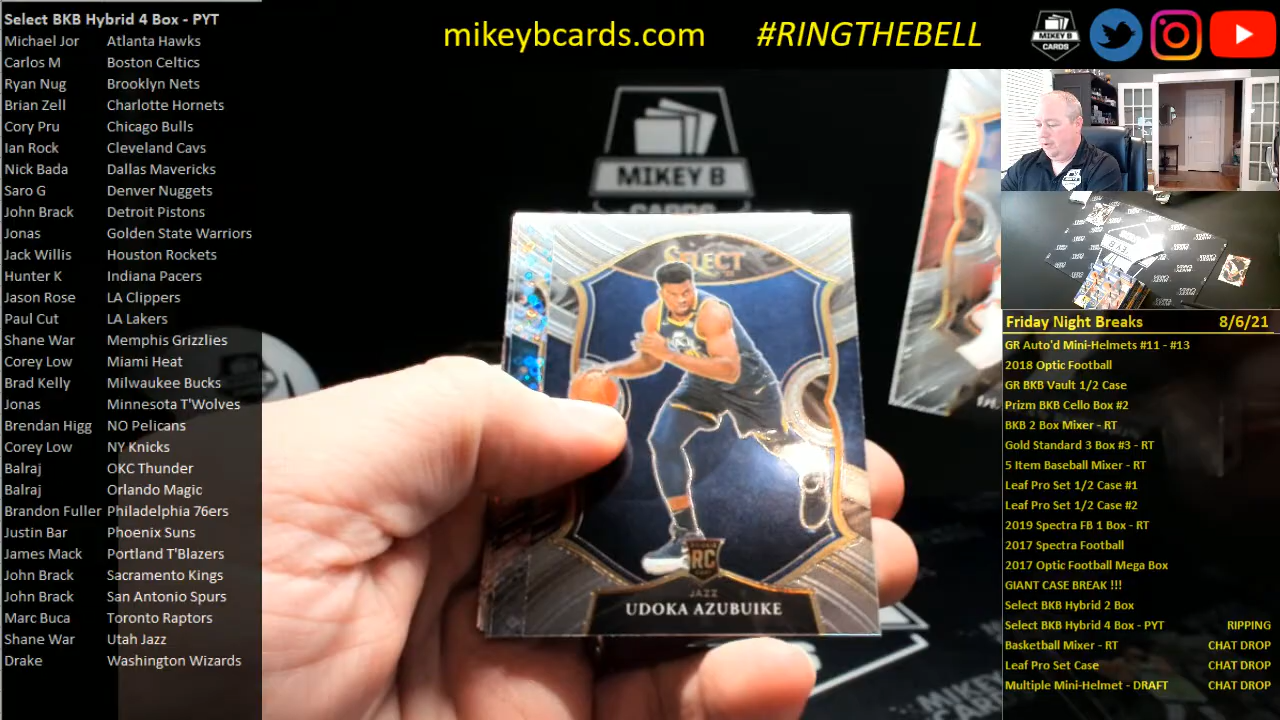 Select BKB Hybrid 4 Box - PYT
Michael Jor Atlanta Hawks
Carlos M Boston Celtics
Ryan Nug Brooklyn Nets
Brian Zell Charlotte Hornets
Cory Pru Chicago Bulls
Ian Rock Cleveland Cavs
Nick Bada Dallas Mavericks
Saro G Denver Nuggets
John Brack Detroit Pistons
Jonas Golden State Warriors
Jack Willis Houston Rockets
Hunter K Indiana Pacers
Jason Rose LA Clippers
Paul Cut LA Lakers
Shane War Memphis Grizzlies
Corey Low Miami Heat
Brad Kelly Milwaukee Bucks
Jonas Minnesota T'Wolves
Brendan Higg NO Pelicans
Corey Low NY Knicks
Balraj OKC Thunder
Balraj Orlando Magic
Brandon Fuller Philadelphia 76ers
Justin Bar Phoenix Suns
James Mack Portland T'Blazers
John Brack Sacramento Kings
John Brack San Antonio Spurs
Marc Buca Toronto Raptors
Shane War Utah Jazz
Drake Washington Wizards
mikeybcards.com #RINGTHEBELL
MIKEY B
CARDS
MIKEY B
CARDS
SELECT
RC
JAZZ
UDOKA AZUBUIKE
Friday Night Breaks 8/6/21
GR Auto'd Mini-Helmets #11 - #13
2018 Optic Football
GR BKB Vault 1/2 Case
Prizm BKB Cello Box #2
BKB 2 Box Mixer - RT
Gold Standard 3 Box #3 - RT
5 Item Baseball Mixer - RT
Leaf Pro Set 1/2 Case #1
Leaf Pro Set 1/2 Case #2
2019 Spectra FB 1 Box - RT
2017 Spectra Football
2017 Optic Football Mega Box
GIANT CASE BREAK !!!
Select BKB Hybrid 2 Box
Select BKB Hybrid 4 Box - PYT RIPPING
Basketball Mixer - RT CHAT DROP
Leaf Pro Set Case CHAT DROP
Multiple Mini-Helmet - DRAFT CHAT DROP